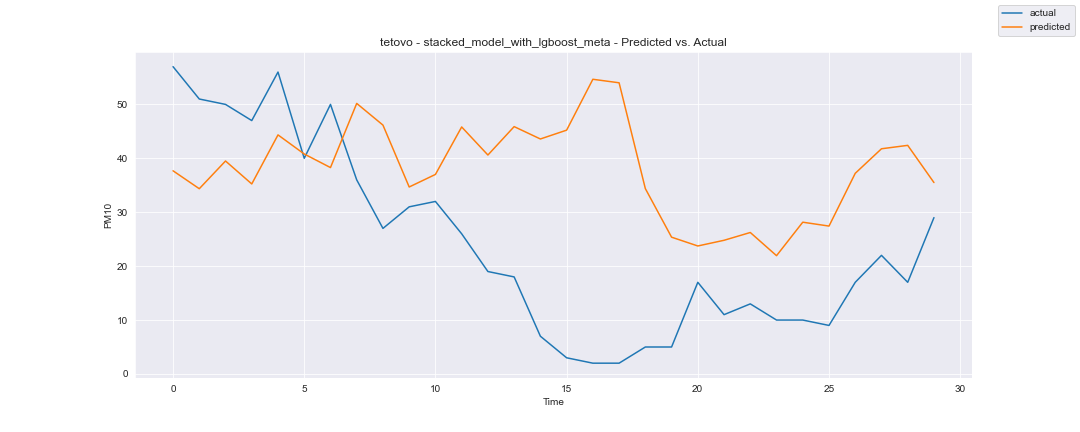 actual
predicted
tetovo - stacked_model_with_lgboost_meta - Predicted vs. Actual
PM10
50
40
30
20
10
0
0 5 10 15 20 25 30
Time